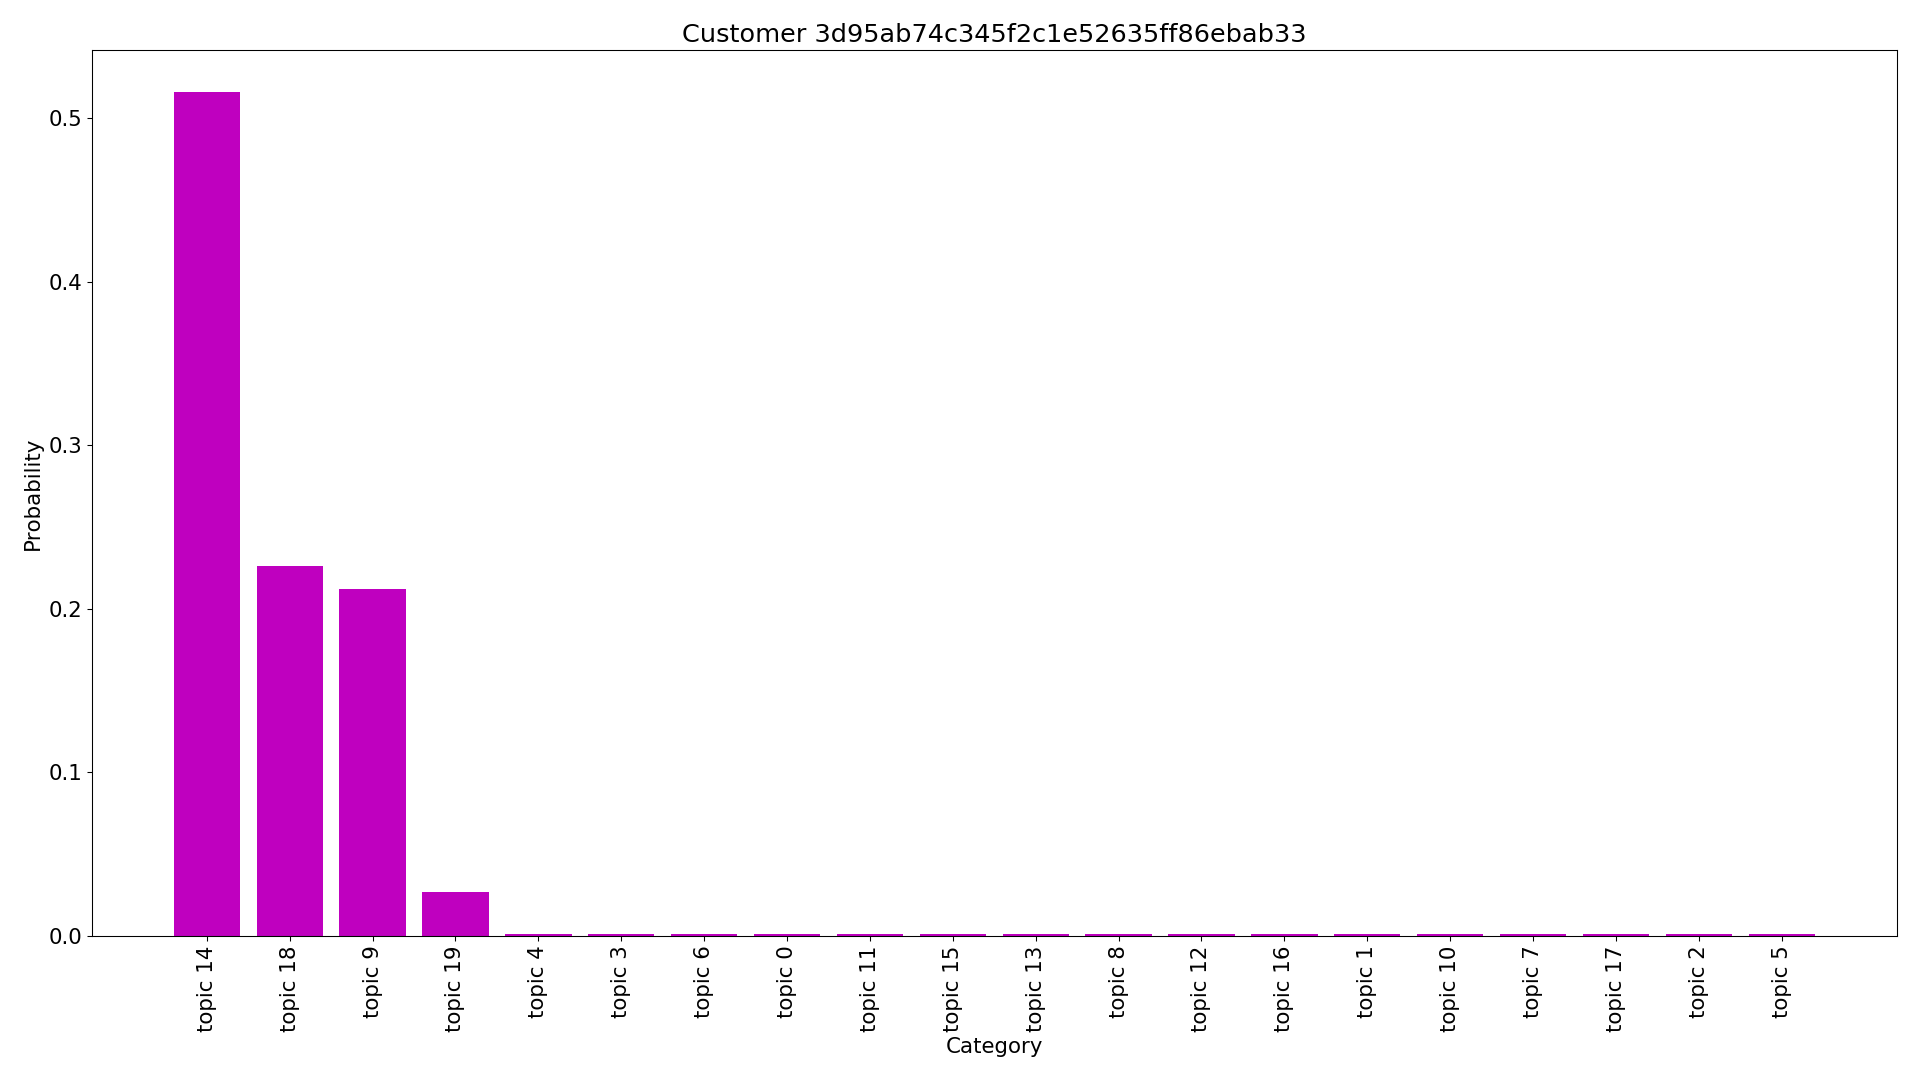 Customer 3d95ab74c345f2c1e52635ff86ebab33
Probability
0.5
0.4
0.3
0.2
0.1
0.0
topic 14
topic 18
topic 9
topic 19
topic 4
topic 3
topic 6
topic 0
topic 11
topic 15
topic 13
topic 8
topic 12
topic 16
topic 1
topic 10
topic 7
topic 17
topic 2
topic 5
Category